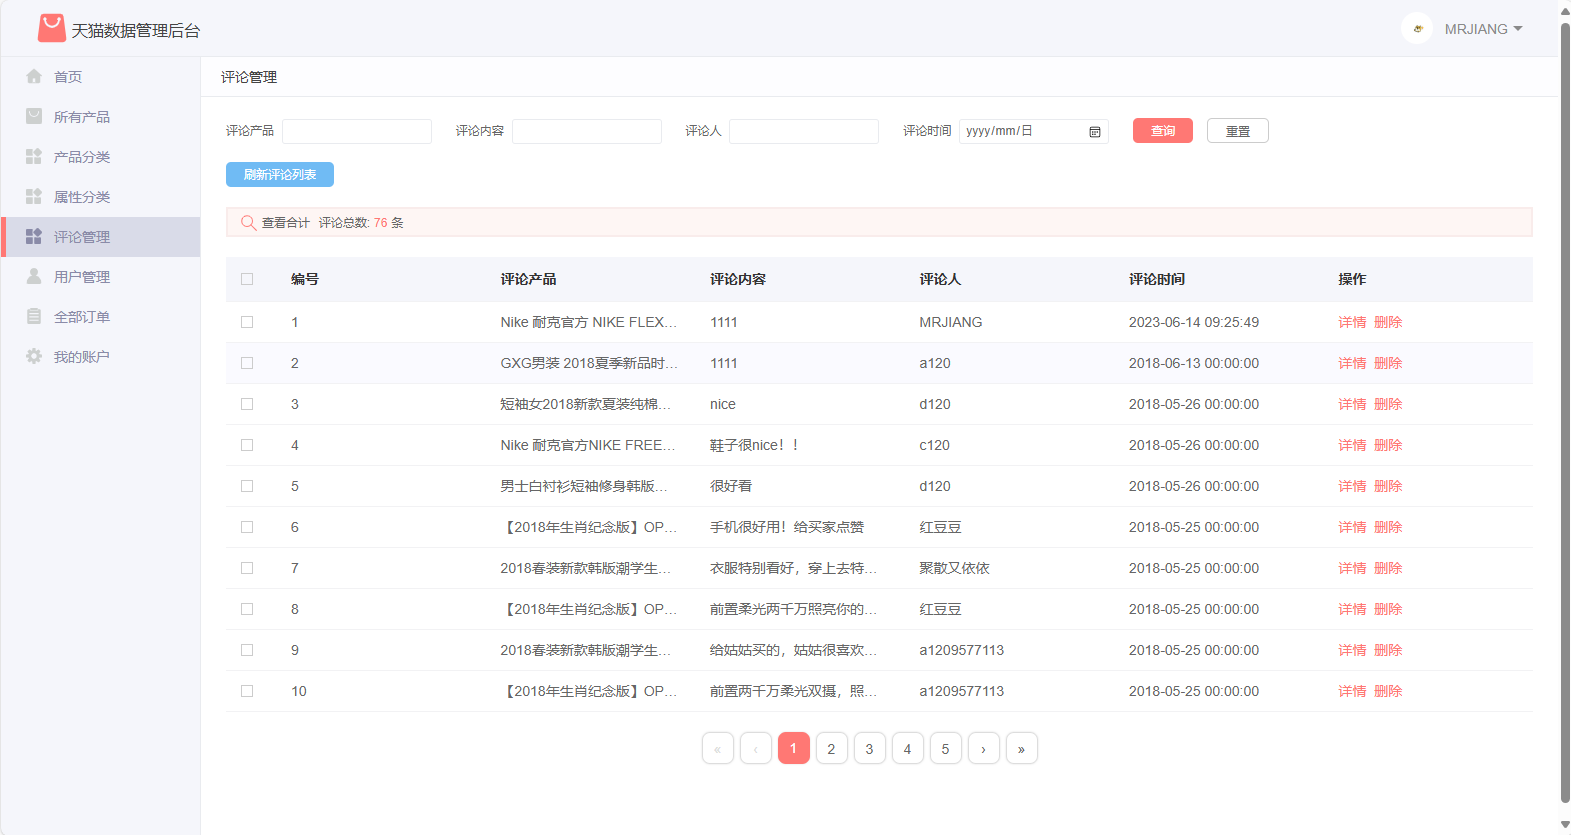 天猫数据管理后台
MRJIANG
首页
所有产品
产品分类
属性分类
评论管理
用户管理
全部订单
我的账户
评论管理
评论产品 评论内容 评论人 评论时间 yyyy/mm/日 查询 重置
刷新评论列表
查看合计 评论总数: 76 条
编号 评论产品 评论内容 评论人 评论时间 操作
1 Nike 耐克官方 NIKE FLEX... 1111 MRJIANG 2023-06-14 09:25:49 详情 删除
2 GXG男装 2018夏季新品时... 1111 a120 2018-06-13 00:00:00 详情 删除
3 短袖女2018新款夏装纯棉... nice d120 2018-05-26 00:00:00 详情 删除
4 Nike 耐克官方NIKE FREE... 鞋子很nice！！ c120 2018-05-26 00:00:00 详情 删除
5 男士白衬衫短袖修身韩版... 很好看 d120 2018-05-26 00:00:00 详情 删除
6 【2018年生肖纪念版】OP... 手机很好用！给买家点赞 红豆豆 2018-05-25 00:00:00 详情 删除
7 2018春装新款韩版潮学生... 衣服特别看好，穿上去特... 聚散又依依 2018-05-25 00:00:00 详情 删除
8 【2018年生肖纪念版】OP... 前置柔光两千万照亮你的... 红豆豆 2018-05-25 00:00:00 详情 删除
9 2018春装新款韩版潮学生... 给姑姑买的，姑姑很喜欢... a1209577113 2018-05-25 00:00:00 详情 删除
10 【2018年生肖纪念版】OP... 前置两千万柔光双摄，照... a1209577113 2018-05-25 00:00:00 详情 删除
« ‹ 1 2 3 4 5 › »